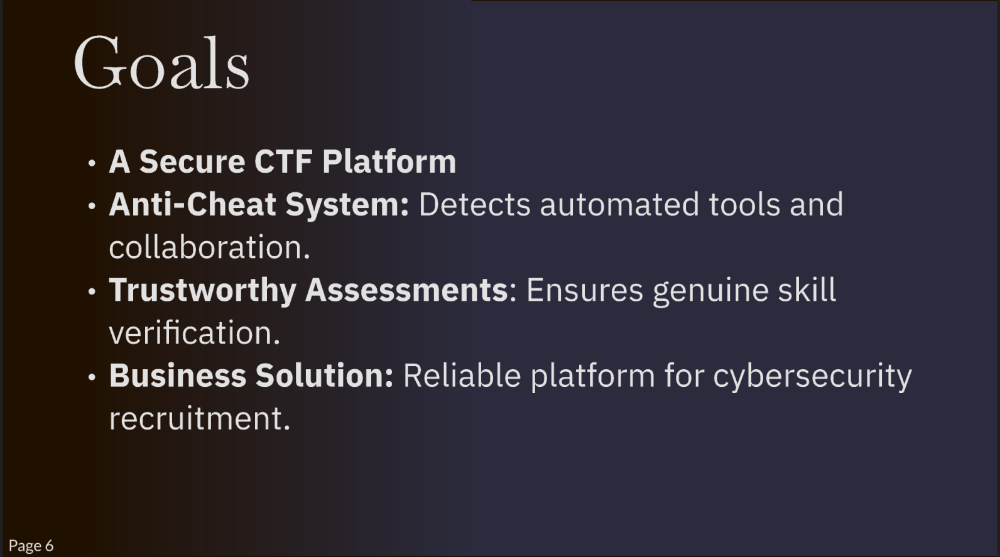 Goals
• A Secure CTF Platform
• Anti-Cheat System: Detects automated tools and
collaboration.
• Trustworthy Assessments: Ensures genuine skill
verification.
• Business Solution: Reliable platform for cybersecurity
recruitment.
Page 6